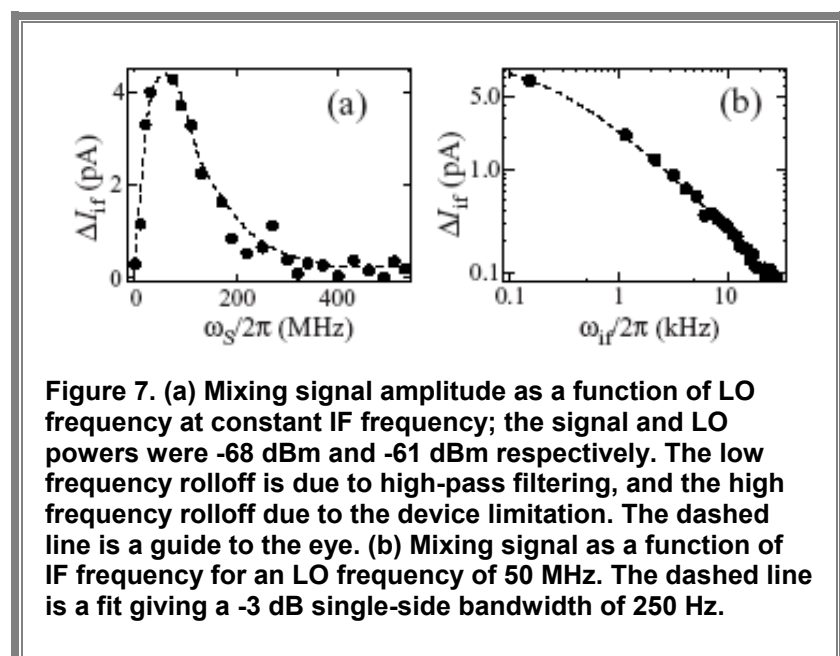 (a)
(b)
4
2
0
ΔI_if (pA)
0 200 400
ω_S/2π (MHz)
5.0
1.0
0.1
ΔI_if (pA)
0.1 1 10
ω_if/2π (kHz)
Figure 7. (a) Mixing signal amplitude as a function of LO
frequency at constant IF frequency; the signal and LO
powers were -68 dBm and -61 dBm respectively. The low
frequency rolloff is due to high-pass filtering, and the high
frequency rolloff due to the device limitation. The dashed
line is a guide to the eye. (b) Mixing signal as a function of
IF frequency for an LO frequency of 50 MHz. The dashed line
is a fit giving a -3 dB single-side bandwidth of 250 Hz.